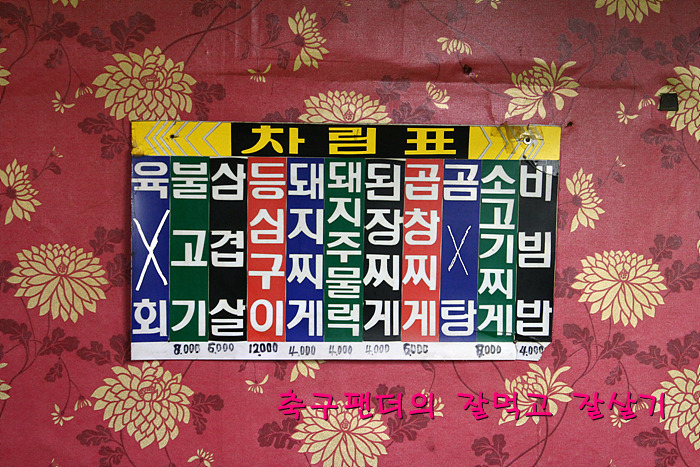 차림표
육회
불고기
삼겹살
등심구이
돼지찌게
돼지주물럭
된장찌게
곱창찌게
곰탕
소고기찌게
비빔밥
8,000 6,000 12,000 4,000 4,000 4,000 6,000 8,000 4,000
축구팬더의 잘먹고 잘살기